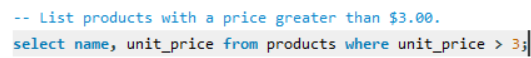 -- List products with a price greater than $3.00.
select name, unit_price from products where unit_price > 3;